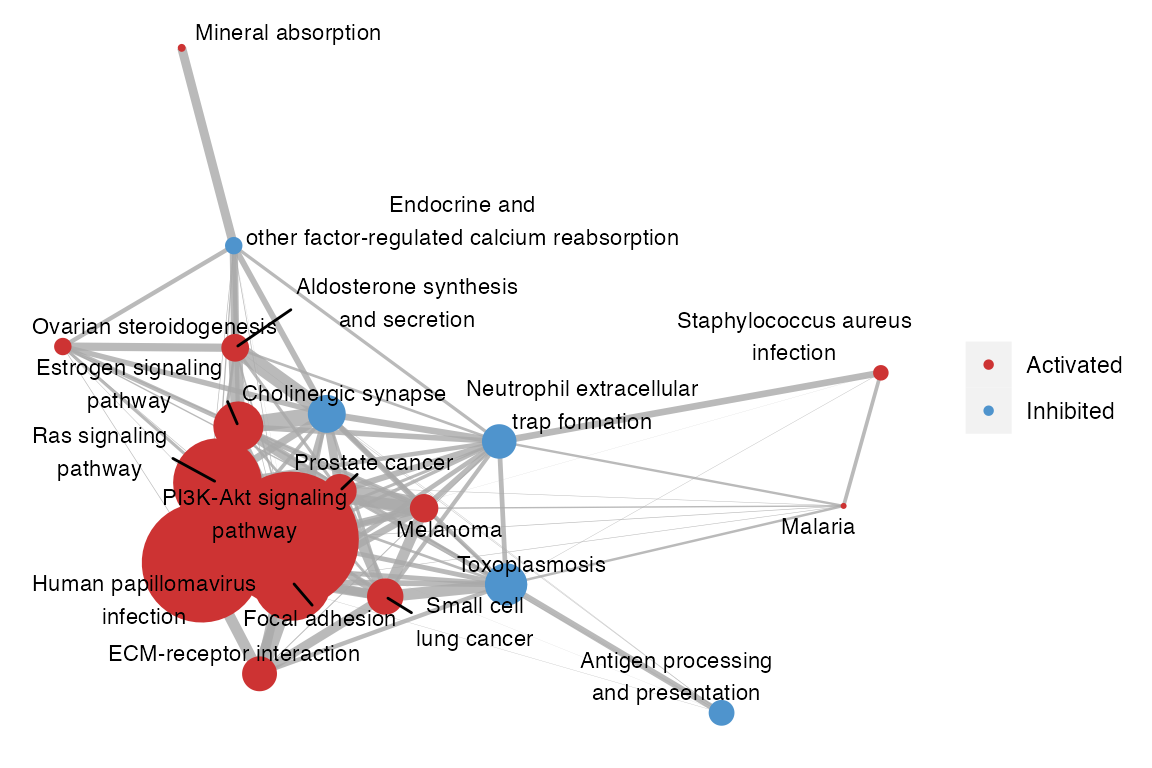 Mineral absorption
Endocrine and
other factor-regulated calcium reabsorption
Aldosterone synthesis
and secretion
Ovarian steroidogenesis
Staphylococcus aureus
infection
Estrogen signaling
pathway
Cholinergic synapse
Neutrophil extracellular
trap formation
Activated
Inhibited
Ras signaling
pathway
Prostate cancer
PI3K-Akt signaling
pathway
Melanoma
Malaria
Toxoplasmosis
Human papillomavirus
infection
Focal adhesion
Small cell
lung cancer
ECM-receptor interaction
Antigen processing
and presentation